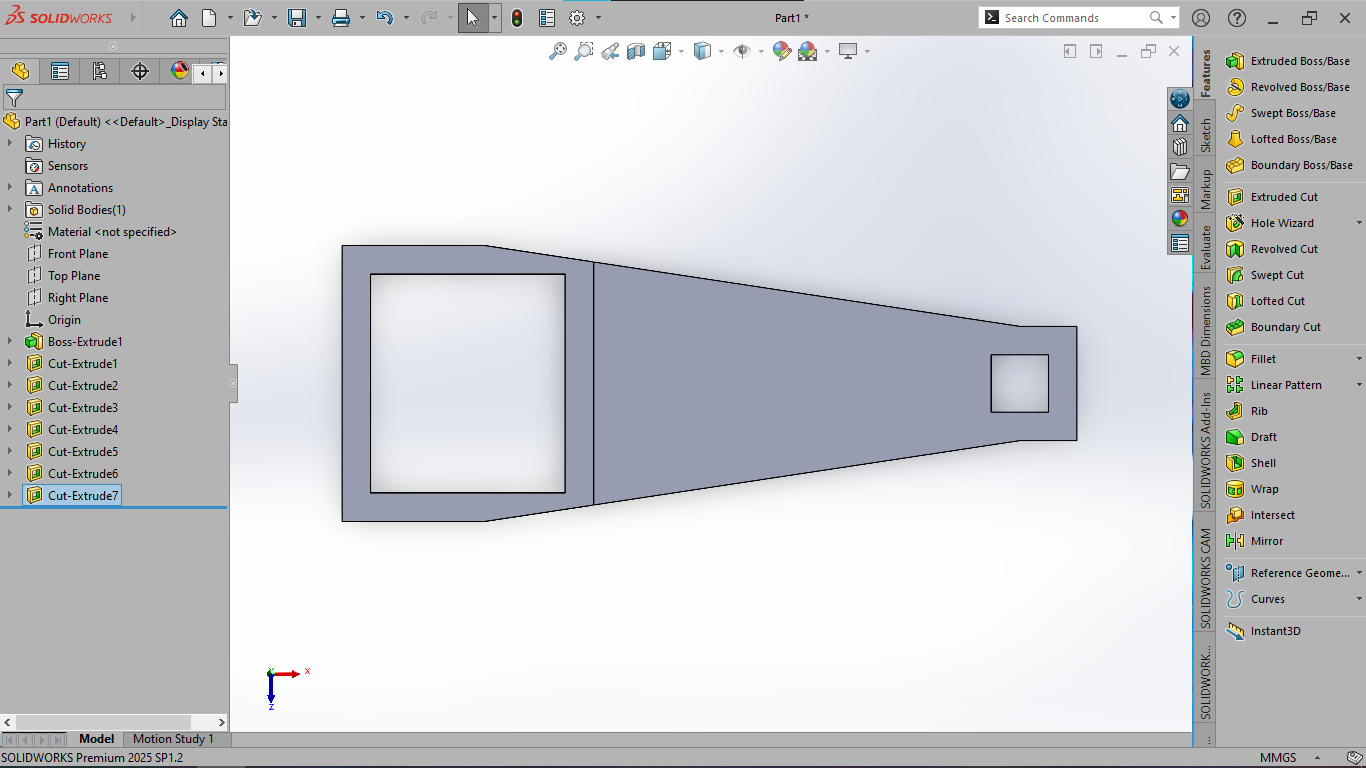 SOLIDWORKS
Part1 *
Search Commands
Part1 (Default) <<Default>_Display Sta
History
Sensors
Annotations
Solid Bodies(1)
Material <not specified>
Front Plane
Top Plane
Right Plane
Origin
Boss-Extrude1
Cut-Extrude1
Cut-Extrude2
Cut-Extrude3
Cut-Extrude4
Cut-Extrude5
Cut-Extrude6
Cut-Extrude7
Y
X
Z
Features
Sketch
Markup
Evaluate
MBD Dimensions
SOLIDWORKS Add-Ins
SOLIDWORKS CAM
SOLIDWORK...
Extruded Boss/Base
Revolved Boss/Base
Swept Boss/Base
Lofted Boss/Base
Boundary Boss/Base
Extruded Cut
Hole Wizard
Revolved Cut
Swept Cut
Lofted Cut
Boundary Cut
Fillet
Linear Pattern
Rib
Draft
Shell
Wrap
Intersect
Mirror
Reference Geome...
Curves
Instant3D
Model
Motion Study 1
SOLIDWORKS Premium 2025 SP1.2
MMGS